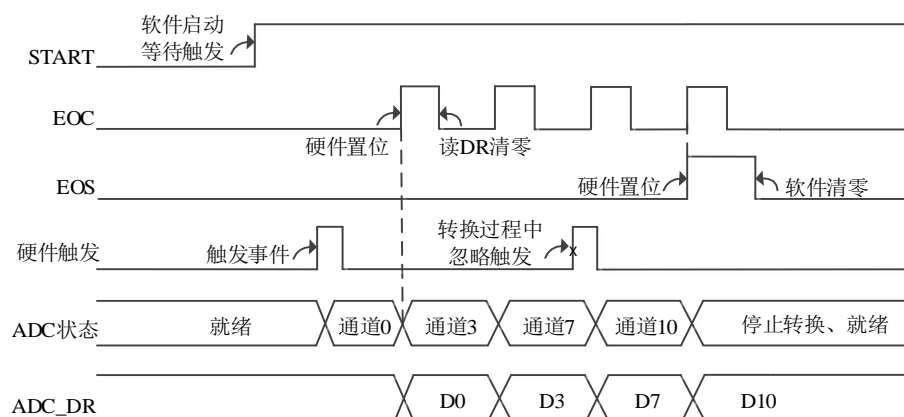 软件启动
等待触发
START
EOC
硬件置位
读DR清零
EOS
硬件置位
软件清零
硬件触发
触发事件
转换过程中
忽略触发
x
ADC状态
就绪
通道0
通道3
通道7
通道10
停止转换、就绪
ADC_DR
D0
D3
D7
D10